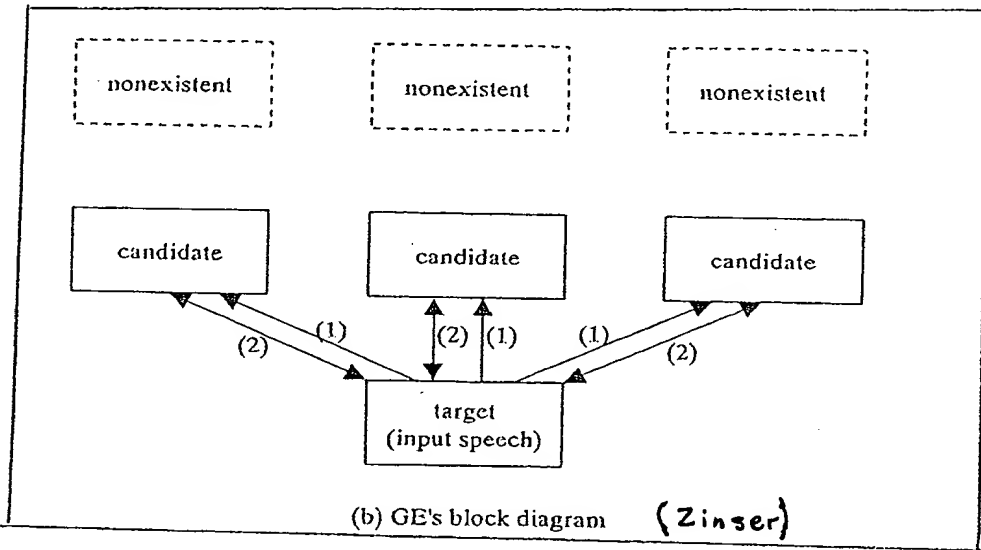 nonexistent nonexistent nonexistent
candidate candidate candidate
(2) (1) (2) (1) (1) (2)
target
(input speech)
(b) GE's block diagram (Zinser)